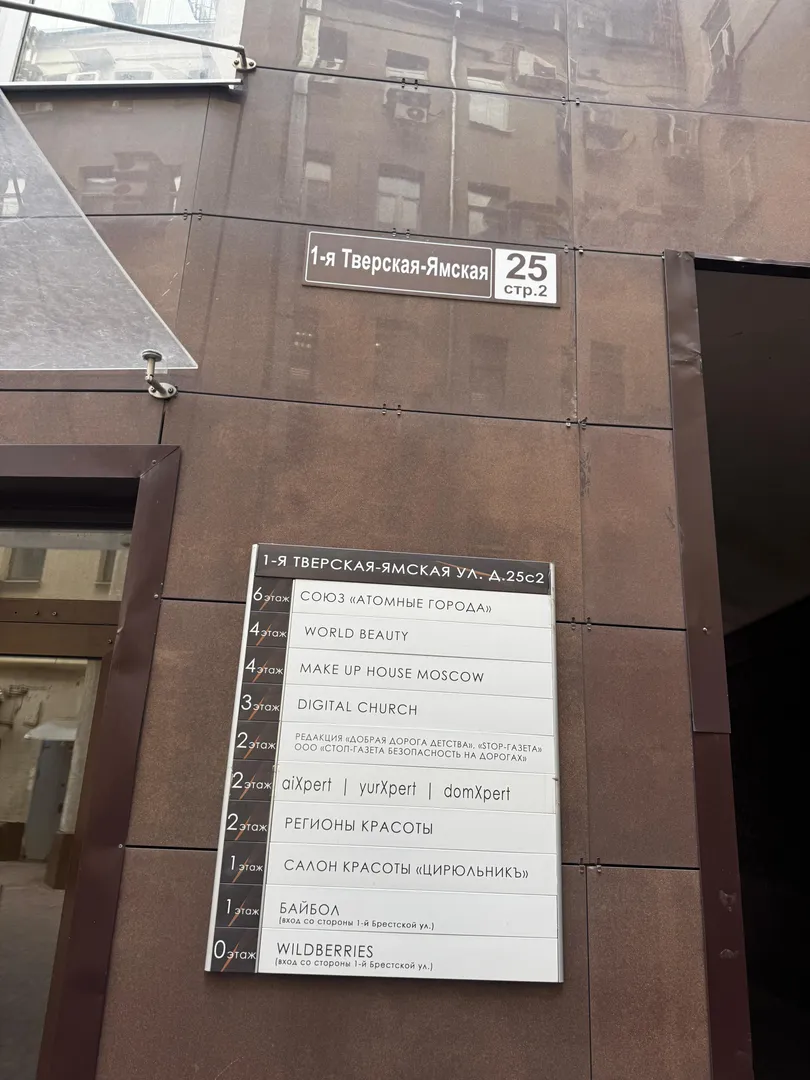 1-я Тверская-Ямская 25
стр.2
1-Я ТВЕРСКАЯ-ЯМСКАЯ УЛ. Д.25с2
6этаж СОЮЗ «АТОМНЫЕ ГОРОДА»
4этаж WORLD BEAUTY
4этаж MAKE UP HOUSE MOSCOW
3этаж DIGITAL CHURCH
2этаж РЕДАКЦИЯ «ДОБРАЯ ДОРОГА ДЕТСТВА», «STOP-ГАЗЕТА»
ООО «СТОП-ГАЗЕТА БЕЗОПАСНОСТЬ НА ДОРОГАХ»
2этаж aiXpert | yurXpert | domXpert
2этаж РЕГИОНЫ КРАСОТЫ
1этаж САЛОН КРАСОТЫ «ЦИРЮЛЬНИКЪ»
1этаж БАЙБОЛ
(вход со стороны 1-й Брестской ул.)
0этаж WILDBERRIES
(вход со стороны 1-й Брестской ул.)